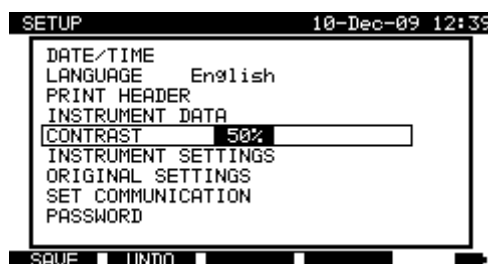 SETUP 10-Dec-09 12:39
DATE/TIME
LANGUAGE English
PRINT HEADER
INSTRUMENT DATA
CONTRAST 50%
INSTRUMENT SETTINGS
ORIGINAL SETTINGS
SET COMMUNICATION
PASSWORD
SAVE UNDO